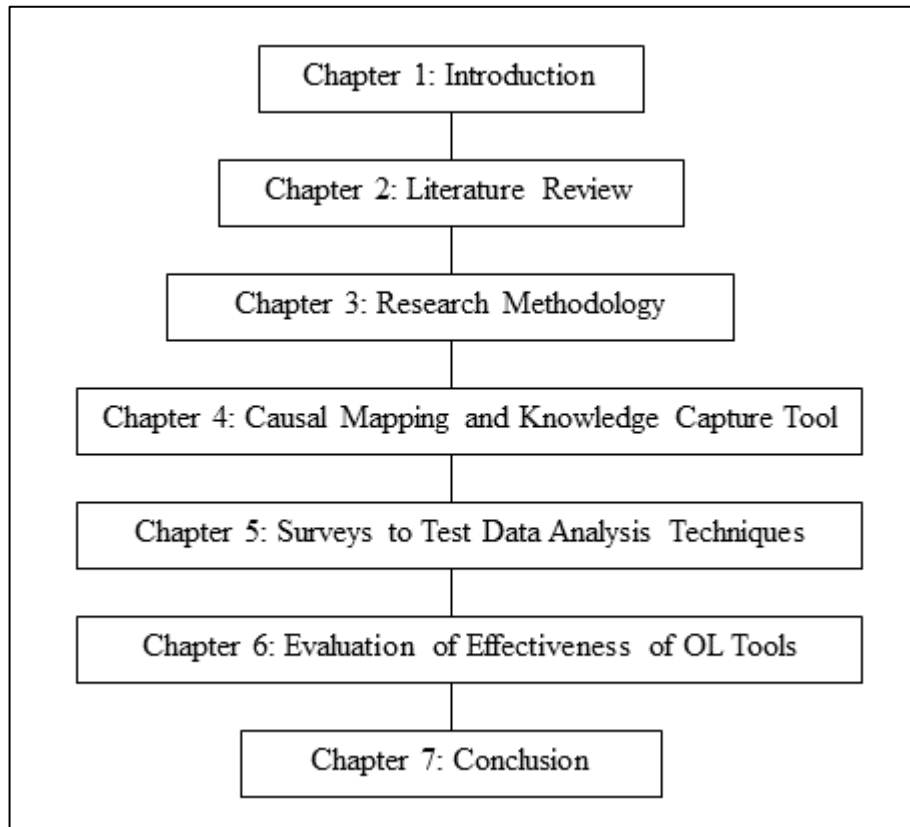 Chapter 1: Introduction
Chapter 2: Literature Review
Chapter 3: Research Methodology
Chapter 4: Causal Mapping and Knowledge Capture Tool
Chapter 5: Surveys to Test Data Analysis Techniques
Chapter 6: Evaluation of Effectiveness of OL Tools
Chapter 7: Conclusion